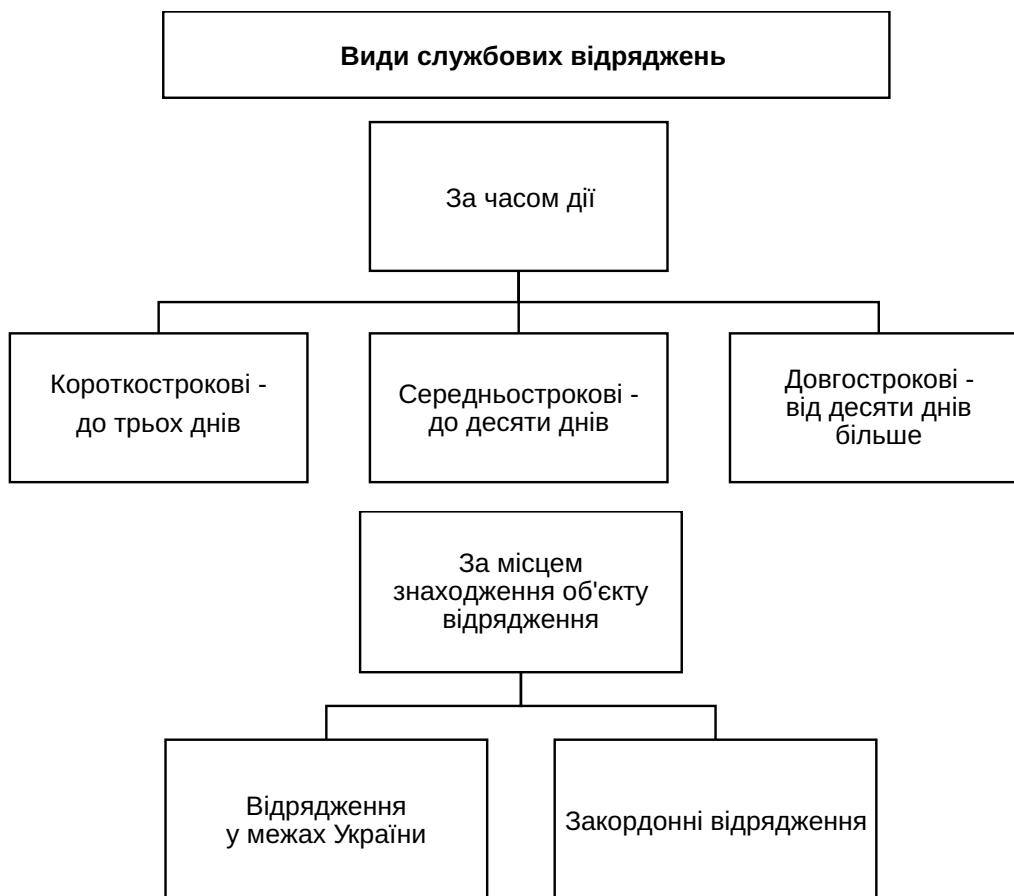 Види службових відряджень
За часом дії
Короткострокові -
до трьох днів
Середньострокові -
до десяти днів
Довгострокові -
від десяти днів
більше
За місцем
знаходження об'єкту
відрядження
Відрядження
у межах України
Закордонні відрядження